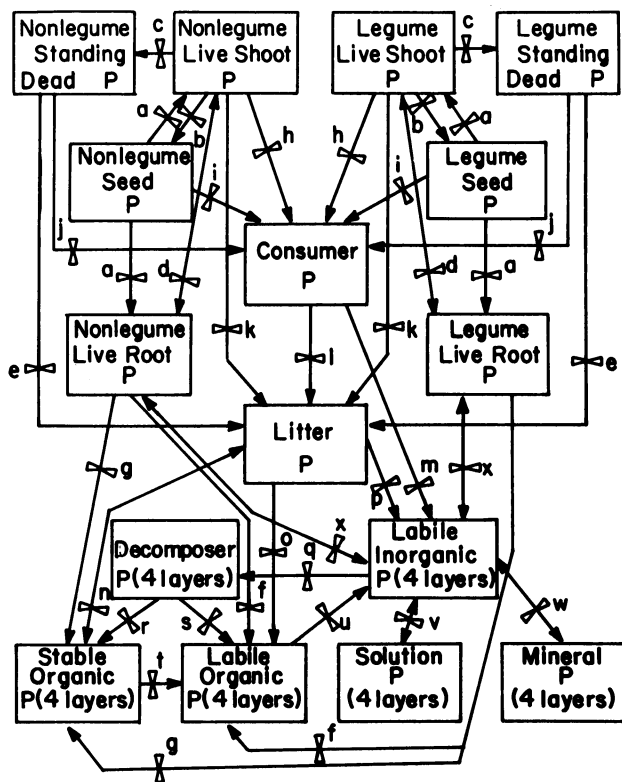 Nonlegume
Standing
Dead P
c
Nonlegume
Live Shoot
P
Legume
Live Shoot
P
c
Legume
Standing
Dead P
a
b
h
h
b
a
Nonlegume
Seed
P
i
i
Legume
Seed
P
j
j
Consumer
P
a
d
d
a
Nonlegume
Live Root
P
Legume
Live Root
P
e
k
l
k
e
Litter
P
g
p
m
x
x
Labile
Inorganic
P (4 layers)
Decomposer
P (4 layers)
q
o
n
r
s
f
u
v
w
Stable
Organic
P (4 layers)
t
Labile
Organic
P (4 layers)
Solution
P
(4 layers)
Mineral
P
(4 layers)
g
f